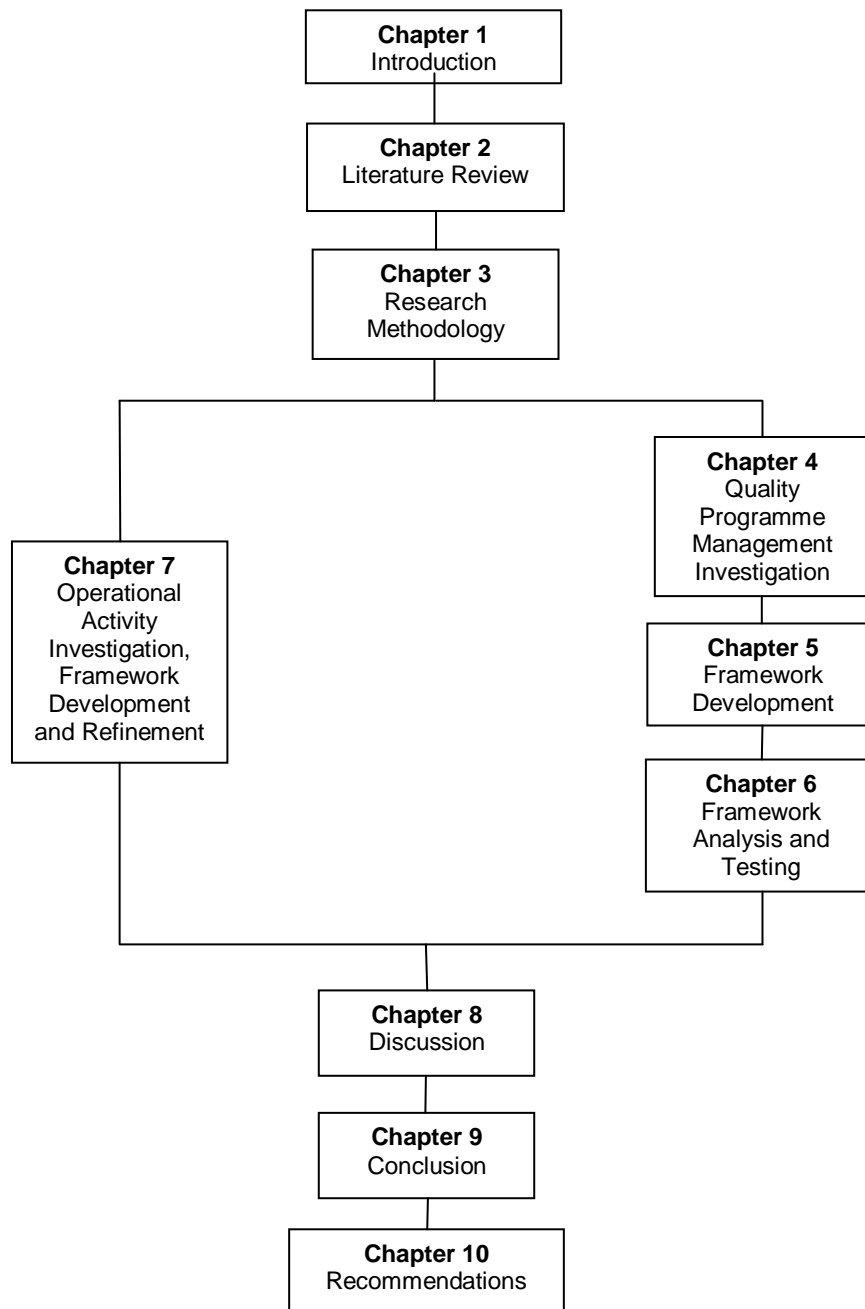 Chapter 1
Introduction
Chapter 2
Literature Review
Chapter 3
Research
Methodology
Chapter 4
Quality
Programme
Management
Investigation
Chapter 7
Operational
Activity
Investigation,
Framework
Development
and Refinement
Chapter 5
Framework
Development
Chapter 6
Framework
Analysis and
Testing
Chapter 8
Discussion
Chapter 9
Conclusion
Chapter 10
Recommendations